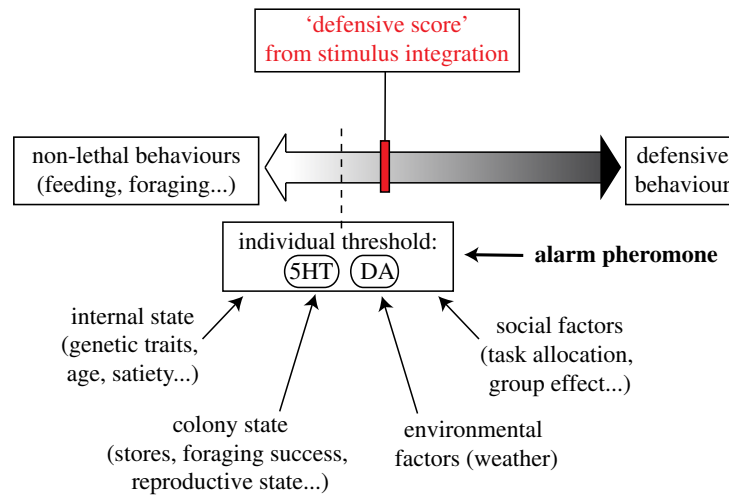 ‘defensive score’
from stimulus integration
non-lethal behaviours
(feeding, foraging...)
defensive
behaviour
individual threshold:
5HT DA
alarm pheromone
internal state
(genetic traits,
age, satiety...)
social factors
(task allocation,
group effect...)
colony state
(stores, foraging success,
reproductive state...)
environmental
factors (weather)